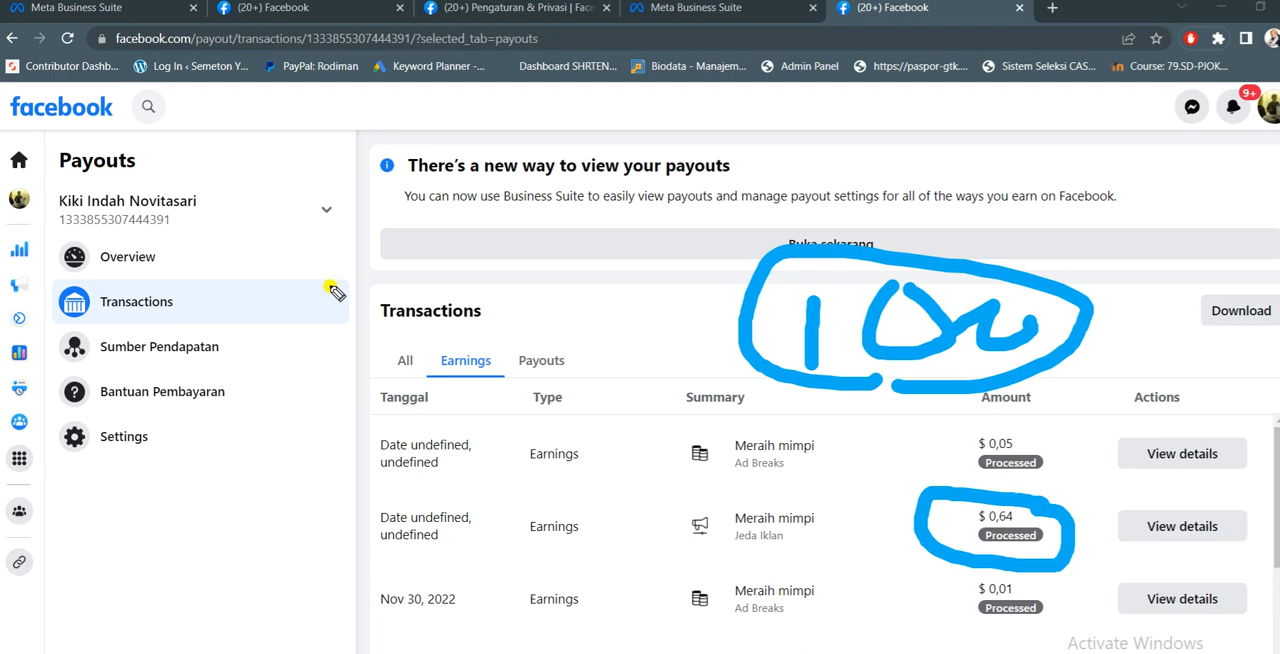 Meta Business Suite
(20+) Facebook
(20+) Pengaturan & Privasi | Face
Meta Business Suite
(20+) Facebook
facebook.com/payout/transactions/1333855307444391/?selected_tab=payouts
Contributor Dashb...
Log In ‹ Semeton Y...
PayPal: Rodiman
Keyword Planner -...
Dashboard SHRTEN...
Biodata - Manajem...
Admin Panel
https://paspor-gtk....
Sistem Seleksi CAS...
Course: 79.SD-PJOK...
facebook
9+
Payouts
Kiki Indah Novitasari
1333855307444391
Overview
Transactions
Sumber Pendapatan
Bantuan Pembayaran
Settings
There's a new way to view your payouts
You can now use Business Suite to easily view payouts and manage payout settings for all of the ways you earn on Facebook.
Buka sekarang
100
Transactions
Download
All Earnings Payouts
Tanggal Type Summary Amount Actions
Date undefined, undefined
Earnings
Meraih mimpi
Ad Breaks
$ 0,05
Processed
View details
Date undefined, undefined
Earnings
Meraih mimpi
Jeda Iklan
$ 0,64
Processed
View details
Nov 30, 2022
Earnings
Meraih mimpi
Ad Breaks
$ 0,01
Processed
View details
Activate Windows